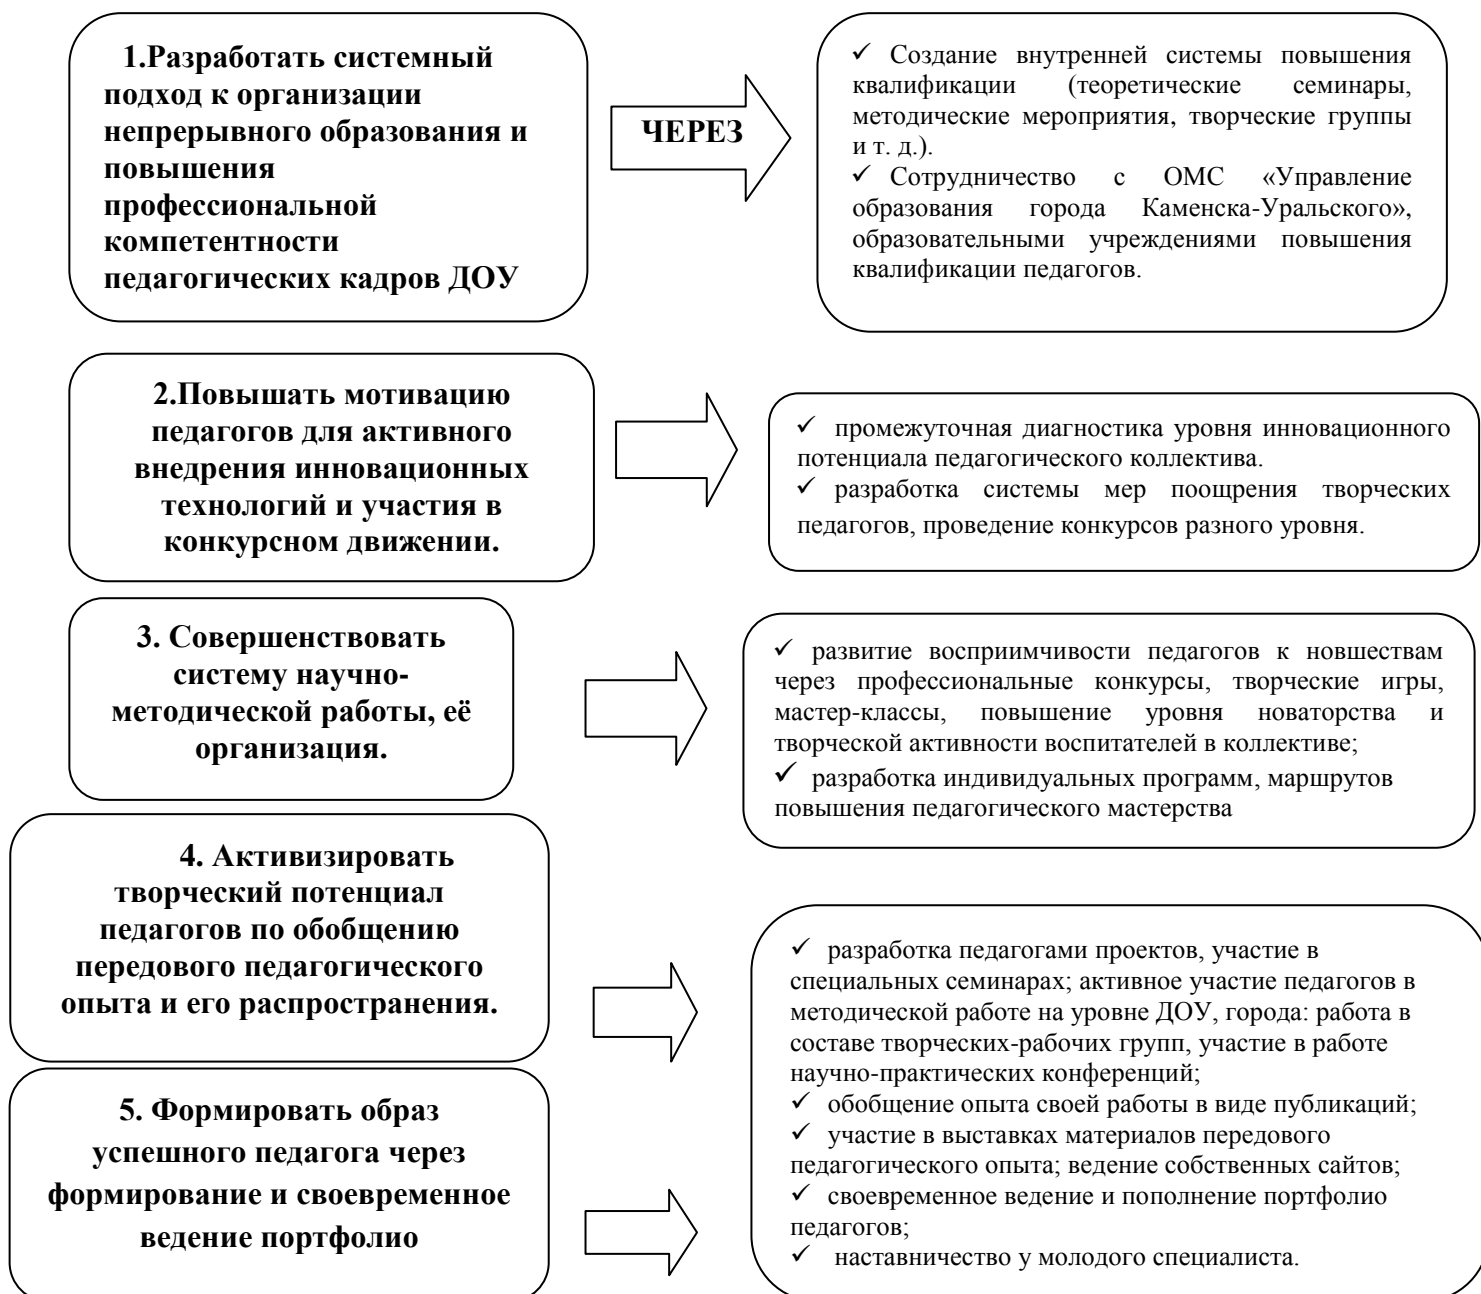 1.Разработать системный
подход к организации
непрерывного образования и
повышения
профессиональной
компетентности
педагогических кадров ДОУ
ЧЕРЕЗ
✓ Создание внутренней системы повышения
квалификации (теоретические семинары,
методические мероприятия, творческие группы
и т. д.).
✓ Сотрудничество с ОМС «Управление
образования города Каменска-Уральского»,
образовательными учреждениями повышения
квалификации педагогов.
2.Повышать мотивацию
педагогов для активного
внедрения инновационных
технологий и участия в
конкурсном движении.
✓ промежуточная диагностика уровня инновационного
потенциала педагогического коллектива.
✓ разработка системы мер поощрения творческих
педагогов, проведение конкурсов разного уровня.
3. Совершенствовать
систему научно-
методической работы, её
организация.
✓ развитие восприимчивости педагогов к новшествам
через профессиональные конкурсы, творческие игры,
мастер-классы, повышение уровня новаторства и
творческой активности воспитателей в коллективе;
✓ разработка индивидуальных программ, маршрутов
повышения педагогического мастерства
4. Активизировать
творческий потенциал
педагогов по обобщению
передового педагогического
опыта и его распространения.
5. Формировать образ
успешного педагога через
формирование и своевременное
ведение портфолио
✓ разработка педагогами проектов, участие в
специальных семинарах; активное участие педагогов в
методической работе на уровне ДОУ, города: работа в
составе творческих-рабочих групп, участие в работе
научно-практических конференций;
✓ обобщение опыта своей работы в виде публикаций;
✓ участие в выставках материалов передового
педагогического опыта; ведение собственных сайтов;
✓ своевременное ведение и пополнение портфолио
педагогов;
✓ наставничество у молодого специалиста.